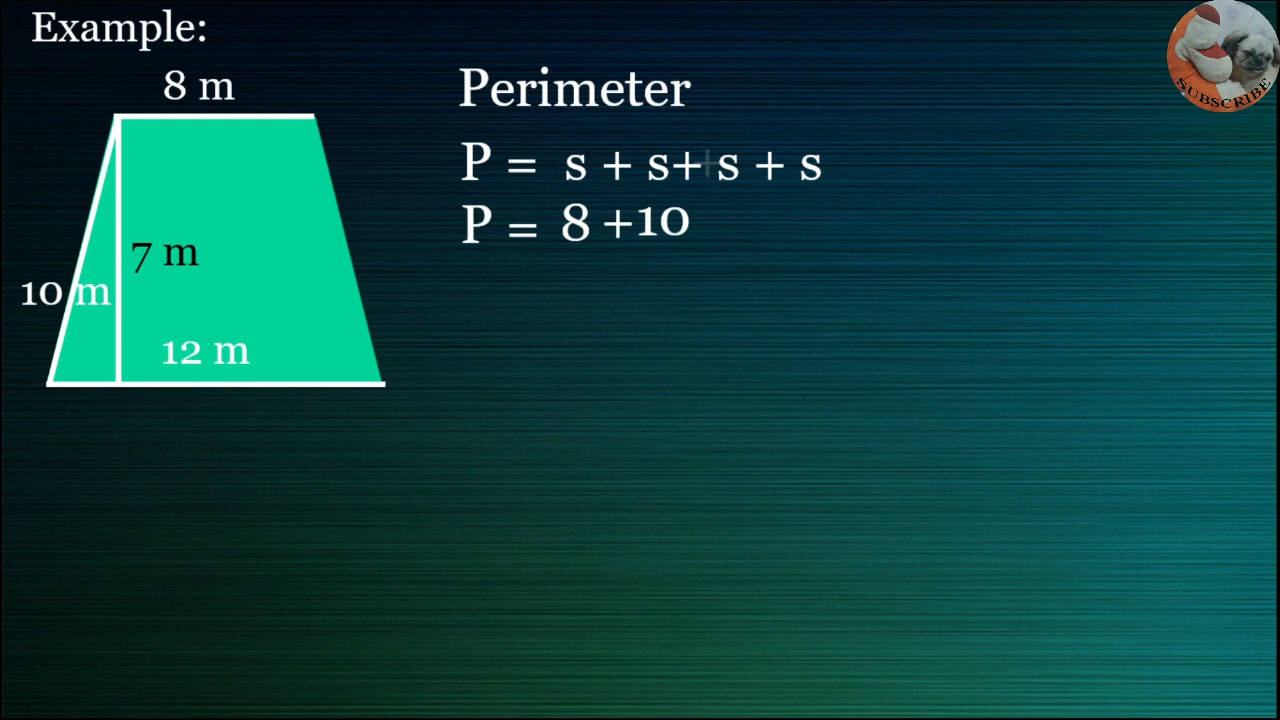 Example:
8 m
Perimeter
P = s + s+ s + s
P = 8 +10
7 m
10 m
12 m
SUBSCRIBE